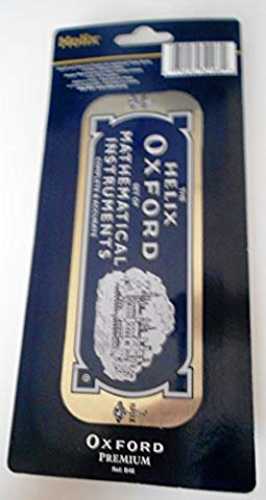 Helix
THE
HELIX
OXFORD
SET OF
MATHEMATICAL
INSTRUMENTS
COMPLETE & ACCURATE
OXFORD
PREMIUM